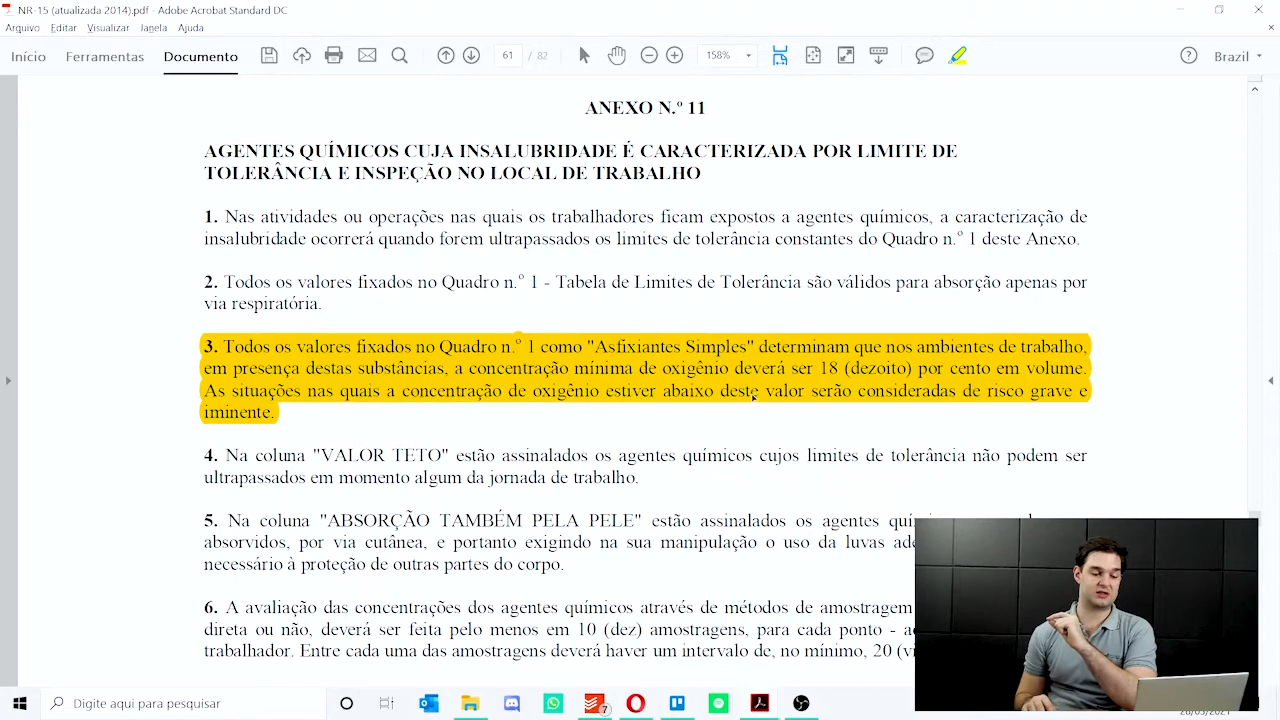 NR-15 (atualizada 2014).pdf - Adobe Acrobat Standard DC
Arquivo Editar Visualizar Janela Ajuda
Início Ferramentas Documento 61 / 82 158% Brazil
ANEXO N.º 11
AGENTES QUÍMICOS CUJA INSALUBRIDADE É CARACTERIZADA POR LIMITE DE
TOLERÂNCIA E INSPEÇÃO NO LOCAL DE TRABALHO
1. Nas atividades ou operações nas quais os trabalhadores ficam expostos a agentes químicos, a caracterização de
insalubridade ocorrerá quando forem ultrapassados os limites de tolerância constantes do Quadro n.º 1 deste Anexo.
2. Todos os valores fixados no Quadro n.º 1 - Tabela de Limites de Tolerância são válidos para absorção apenas por
via respiratória.
3. Todos os valores fixados no Quadro n.º 1 como "Asfixiantes Simples" determinam que nos ambientes de trabalho,
em presença destas substâncias, a concentração mínima de oxigênio deverá ser 18 (dezoito) por cento em volume.
As situações nas quais a concentração de oxigênio estiver abaixo deste valor serão consideradas de risco grave e
iminente.
4. Na coluna "VALOR TETO" estão assinalados os agentes químicos cujos limites de tolerância não podem ser
ultrapassados em momento algum da jornada de trabalho.
5. Na coluna "ABSORÇÃO TAMBÉM PELA PELE" estão assinalados os agentes
absorvidos, por via cutânea, e portanto exigindo na sua manipulação o uso da luvas
necessário à proteção de outras partes do corpo.
6. A avaliação das concentrações dos agentes químicos através de métodos de amostragem
direta ou não, deverá ser feita pelo menos em 10 (dez) amostragens, para cada ponto -
trabalhador. Entre cada uma das amostragens deverá haver um intervalo de, no mínimo, 20
Digite aqui para pesquisar 7